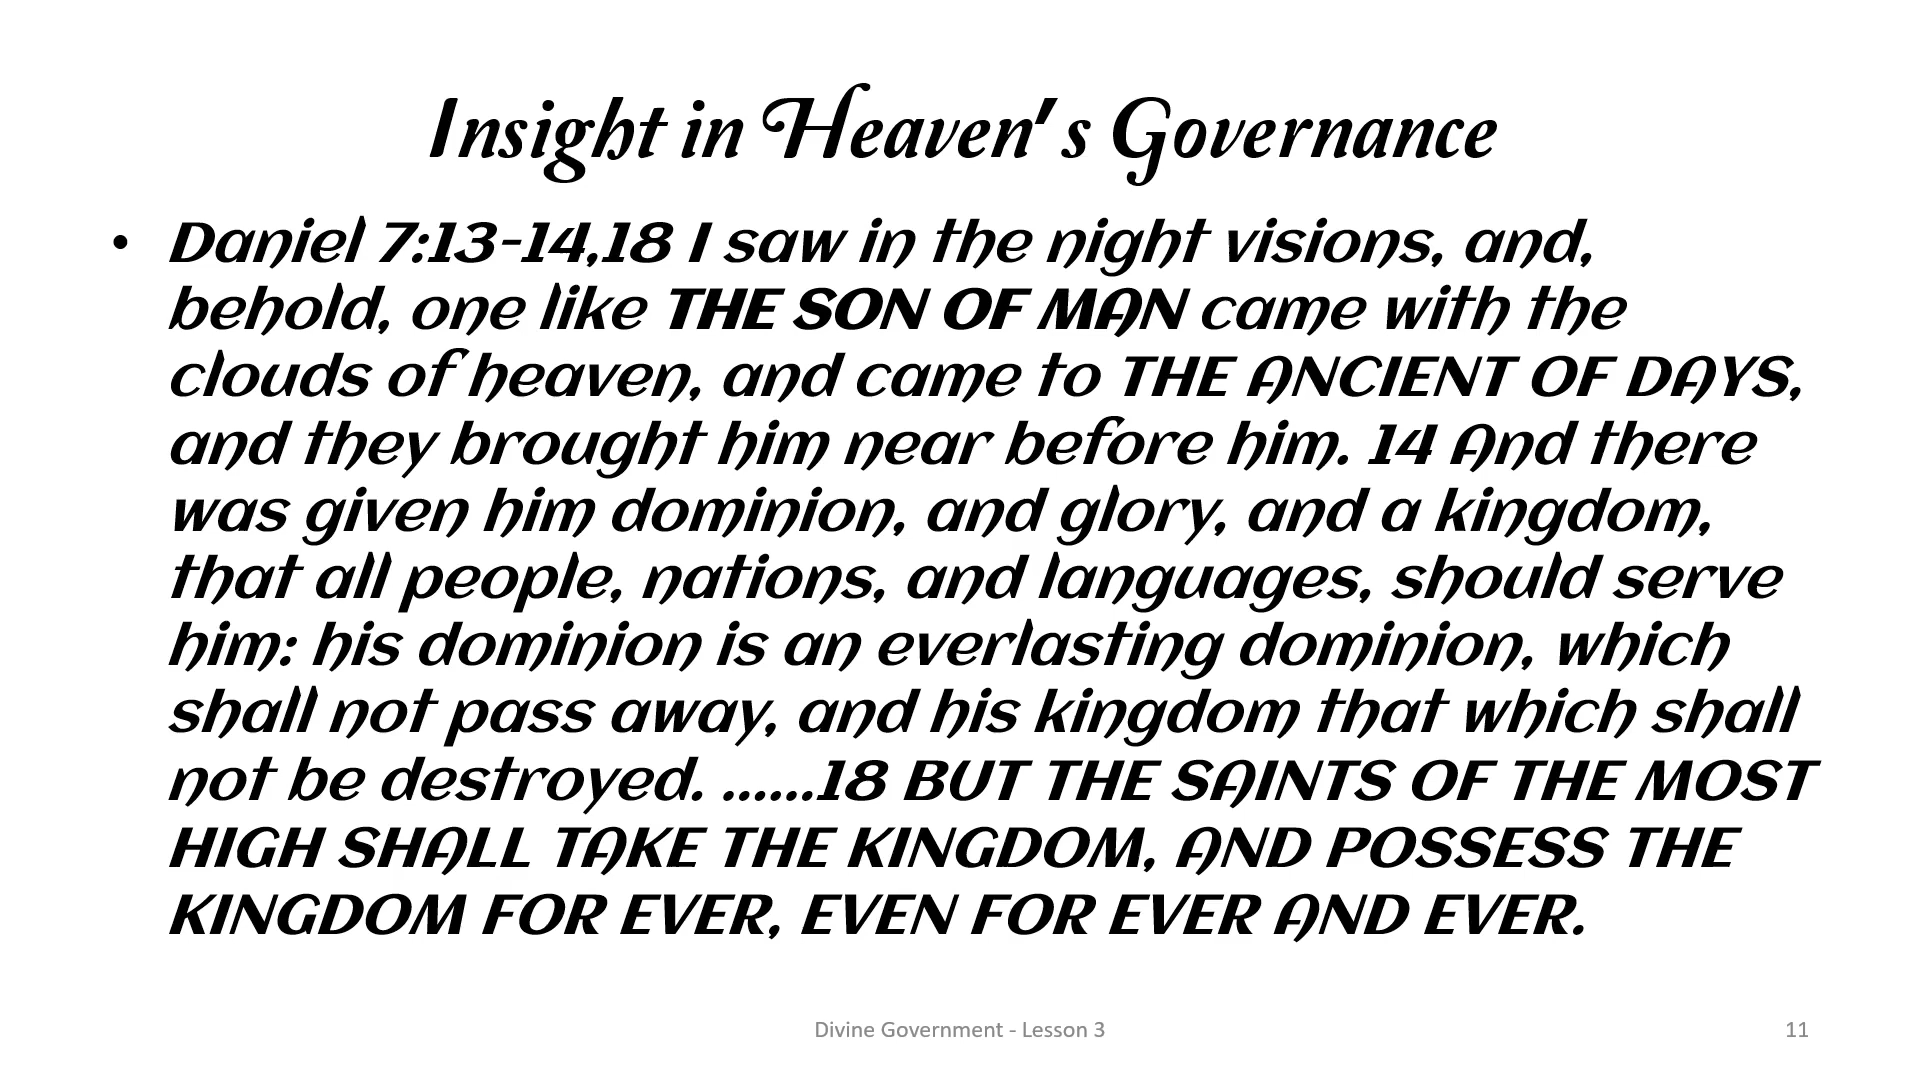 Insight in Heaven's Governance
• Daniel 7:13-14,18 I saw in the night visions, and,
behold, one like THE SON OF MAN came with the
clouds of heaven, and came to THE ANCIENT OF DAYS,
and they brought him near before him. 14 And there
was given him dominion, and glory, and a kingdom,
that all people, nations, and languages, should serve
him: his dominion is an everlasting dominion, which
shall not pass away, and his kingdom that which shall
not be destroyed. ......18 BUT THE SAINTS OF THE MOST
HIGH SHALL TAKE THE KINGDOM, AND POSSESS THE
KINGDOM FOR EVER, EVEN FOR EVER AND EVER.
Divine Government - Lesson 3
11